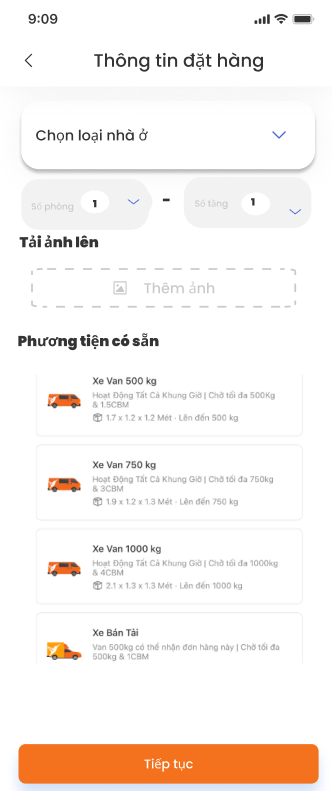 9:09
Thông tin đặt hàng
Chọn loại nhà ở
Số phòng 1 - Số tầng 1
Tải ảnh lên
Thêm ảnh
Phương tiện có sẵn
Xe Van 500 kg
Hoạt Động Tất Cả Khung Giờ | Chở tối đa 500Kg
& 1.5CBM
1.7 x 1.2 x 1.2 Mét · Lên đến 500 kg
Xe Van 750 kg
Hoạt Động Tất Cả Khung Giờ | Chở tối đa 750kg
& 3CBM
1.9 x 1.2 x 1.3 Mét · Lên đến 750 kg
Xe Van 1000 kg
Hoạt Động Tất Cả Khung Giờ | Chở tối đa 1000kg
& 4CBM
2.1 x 1.3 x 1.3 Mét · Lên đến 1000 kg
Xe Bán Tải
Van 500kg có thể nhận đơn hàng này | Chở tối đa
500kg & 1CBM
Tiếp tục